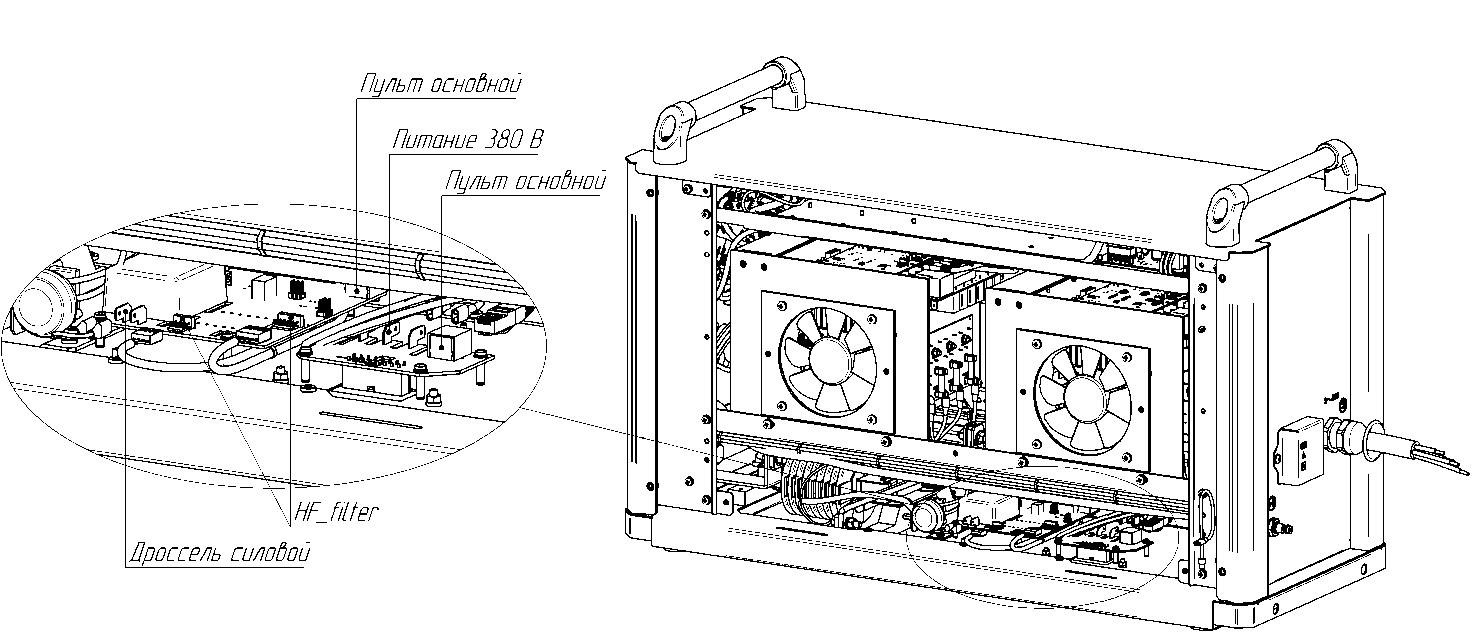 Пульт основной
Питание 380 В
Пульт основной
HF_filter
Дроссель силовой